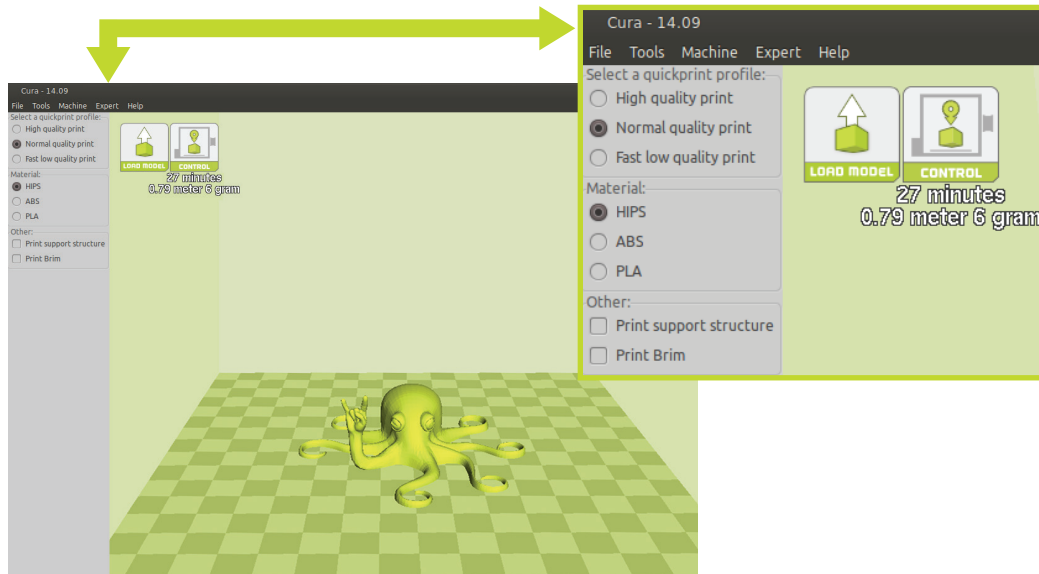 Cura - 14.09
File Tools Machine Expert Help
Select a quickprint profile:
High quality print
Normal quality print
Fast low quality print
Material:
HIPS
ABS
PLA
Other:
Print support structure
Print Brim
LOAD MODEL
CONTROL
27 minutes
0.79 meter 6 gram
Cura - 14.09
File Tools Machine Expert Help
Select a quickprint profile:
High quality print
Normal quality print
Fast low quality print
Material:
HIPS
ABS
PLA
Other:
Print support structure
Print Brim
LOAD MODEL
CONTROL
27 minutes
0.79 meter 6 gram